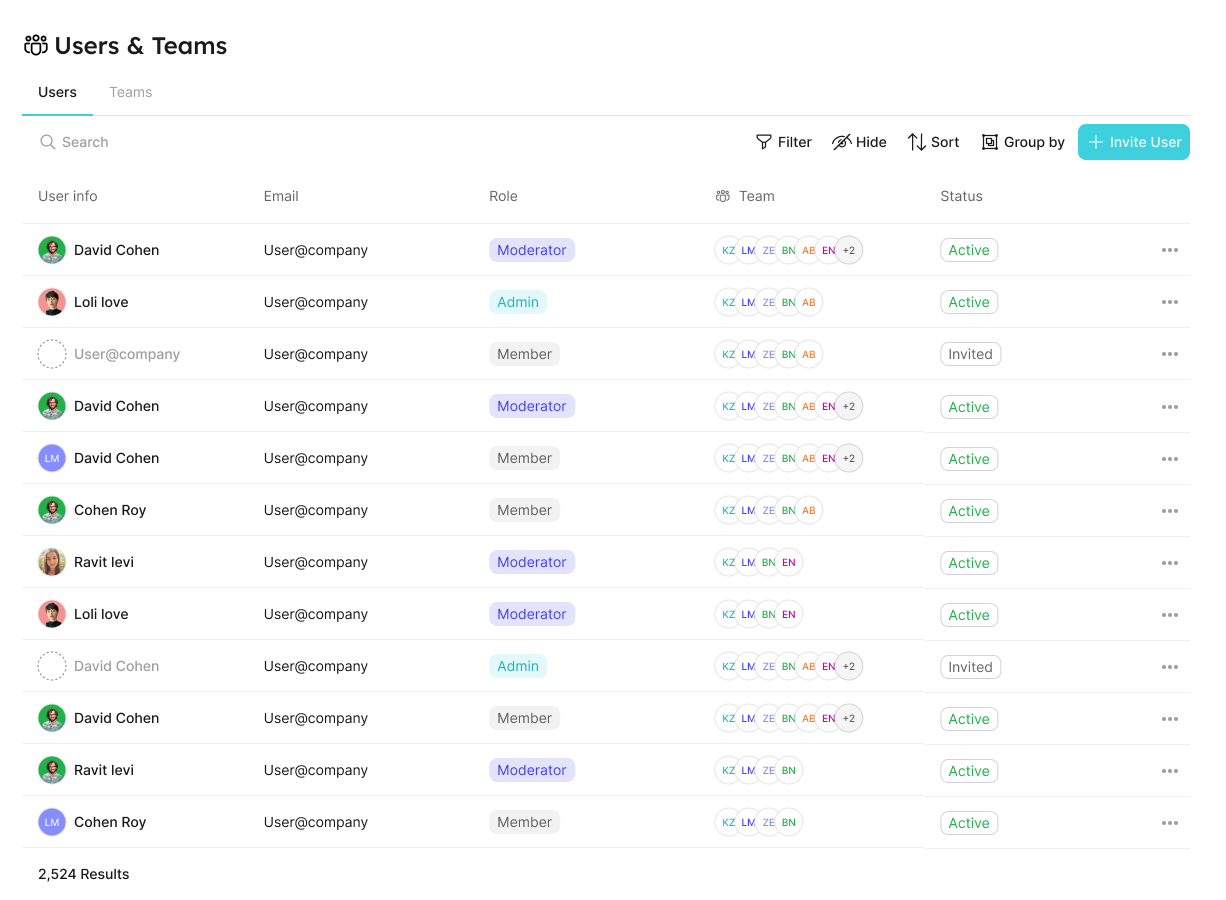 Users & Teams
Users Teams
Search Filter Hide Sort Group by Invite User
User info Email Role Team Status
David Cohen User@company Moderator KZ LM ZE BN AB EN +2 Active
Loli love User@company Admin KZ LM ZE BN AB Active
User@company User@company Member KZ LM ZE BN AB Invited
David Cohen User@company Moderator KZ LM ZE BN AB EN +2 Active
LM David Cohen User@company Member KZ LM ZE BN AB EN +2 Active
Cohen Roy User@company Member KZ LM ZE BN AB Active
Ravit levi User@company Moderator KZ LM BN EN Active
Loli love User@company Moderator KZ LM BN EN Active
David Cohen User@company Admin KZ LM ZE BN AB EN +2 Invited
David Cohen User@company Member KZ LM ZE BN AB EN +2 Active
Ravit levi User@company Moderator KZ LM ZE BN Active
LM Cohen Roy User@company Member KZ LM ZE BN Active
2,524 Results